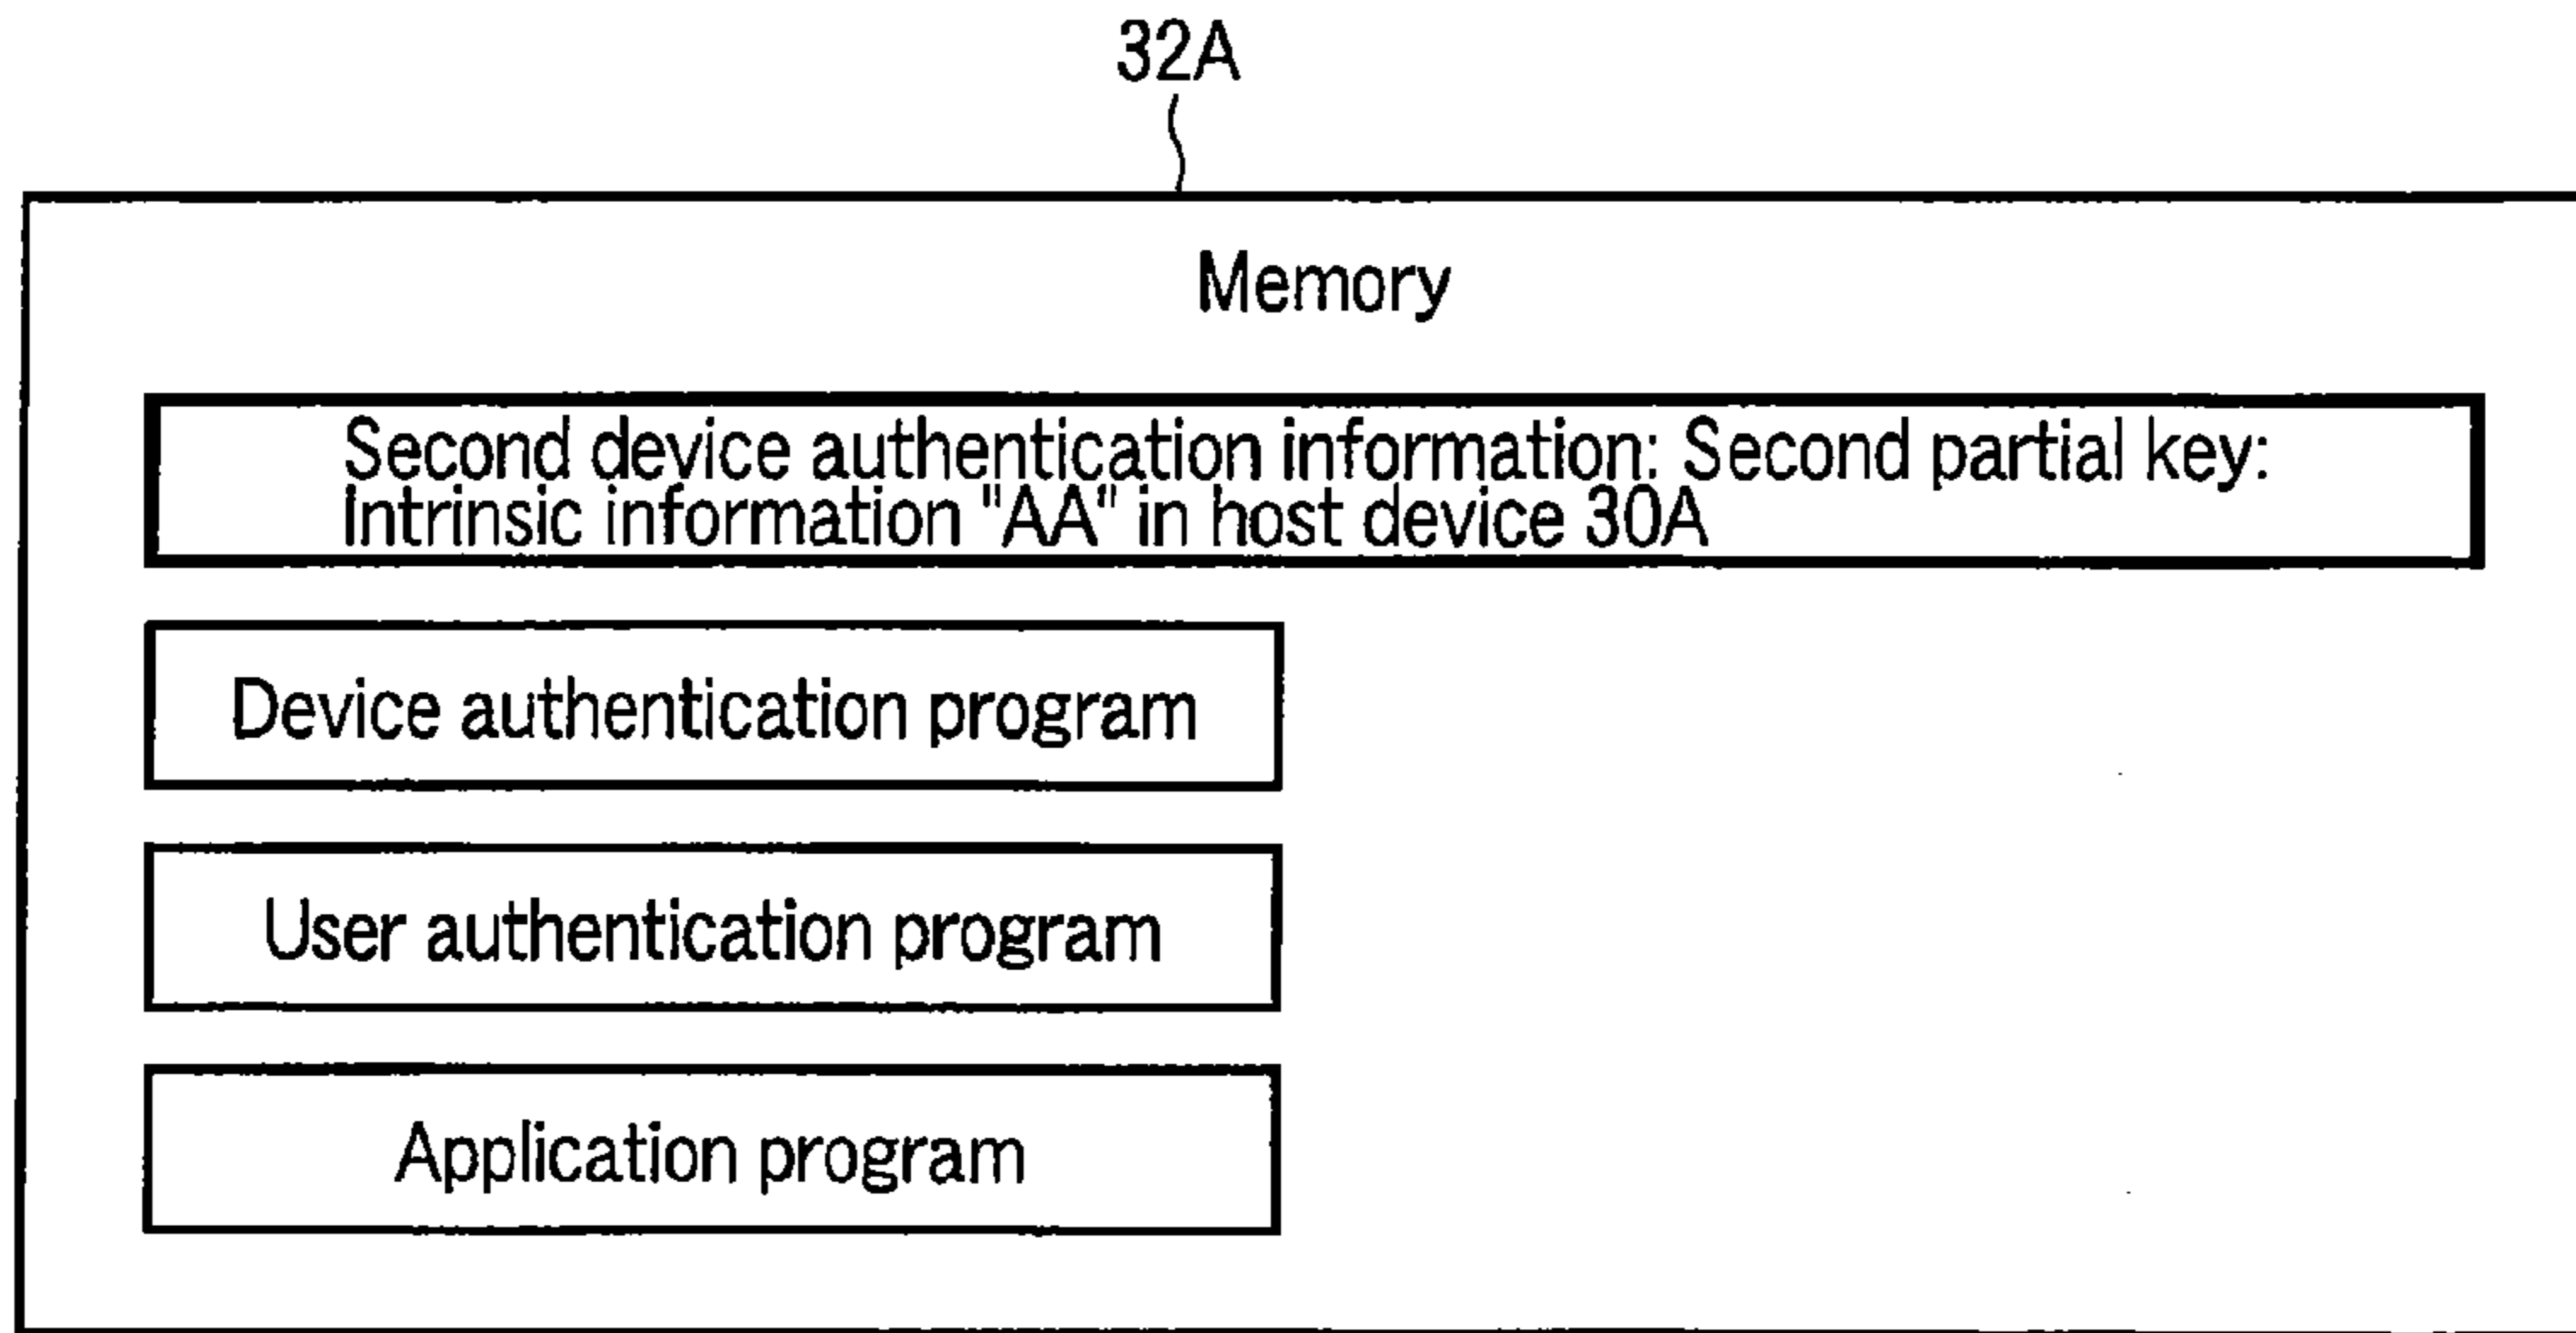 32A
Memory
Second device authentication information: Second partial key:
Intrinsic information "AA" in host device 30A
Device authentication program
User authentication program
Application program